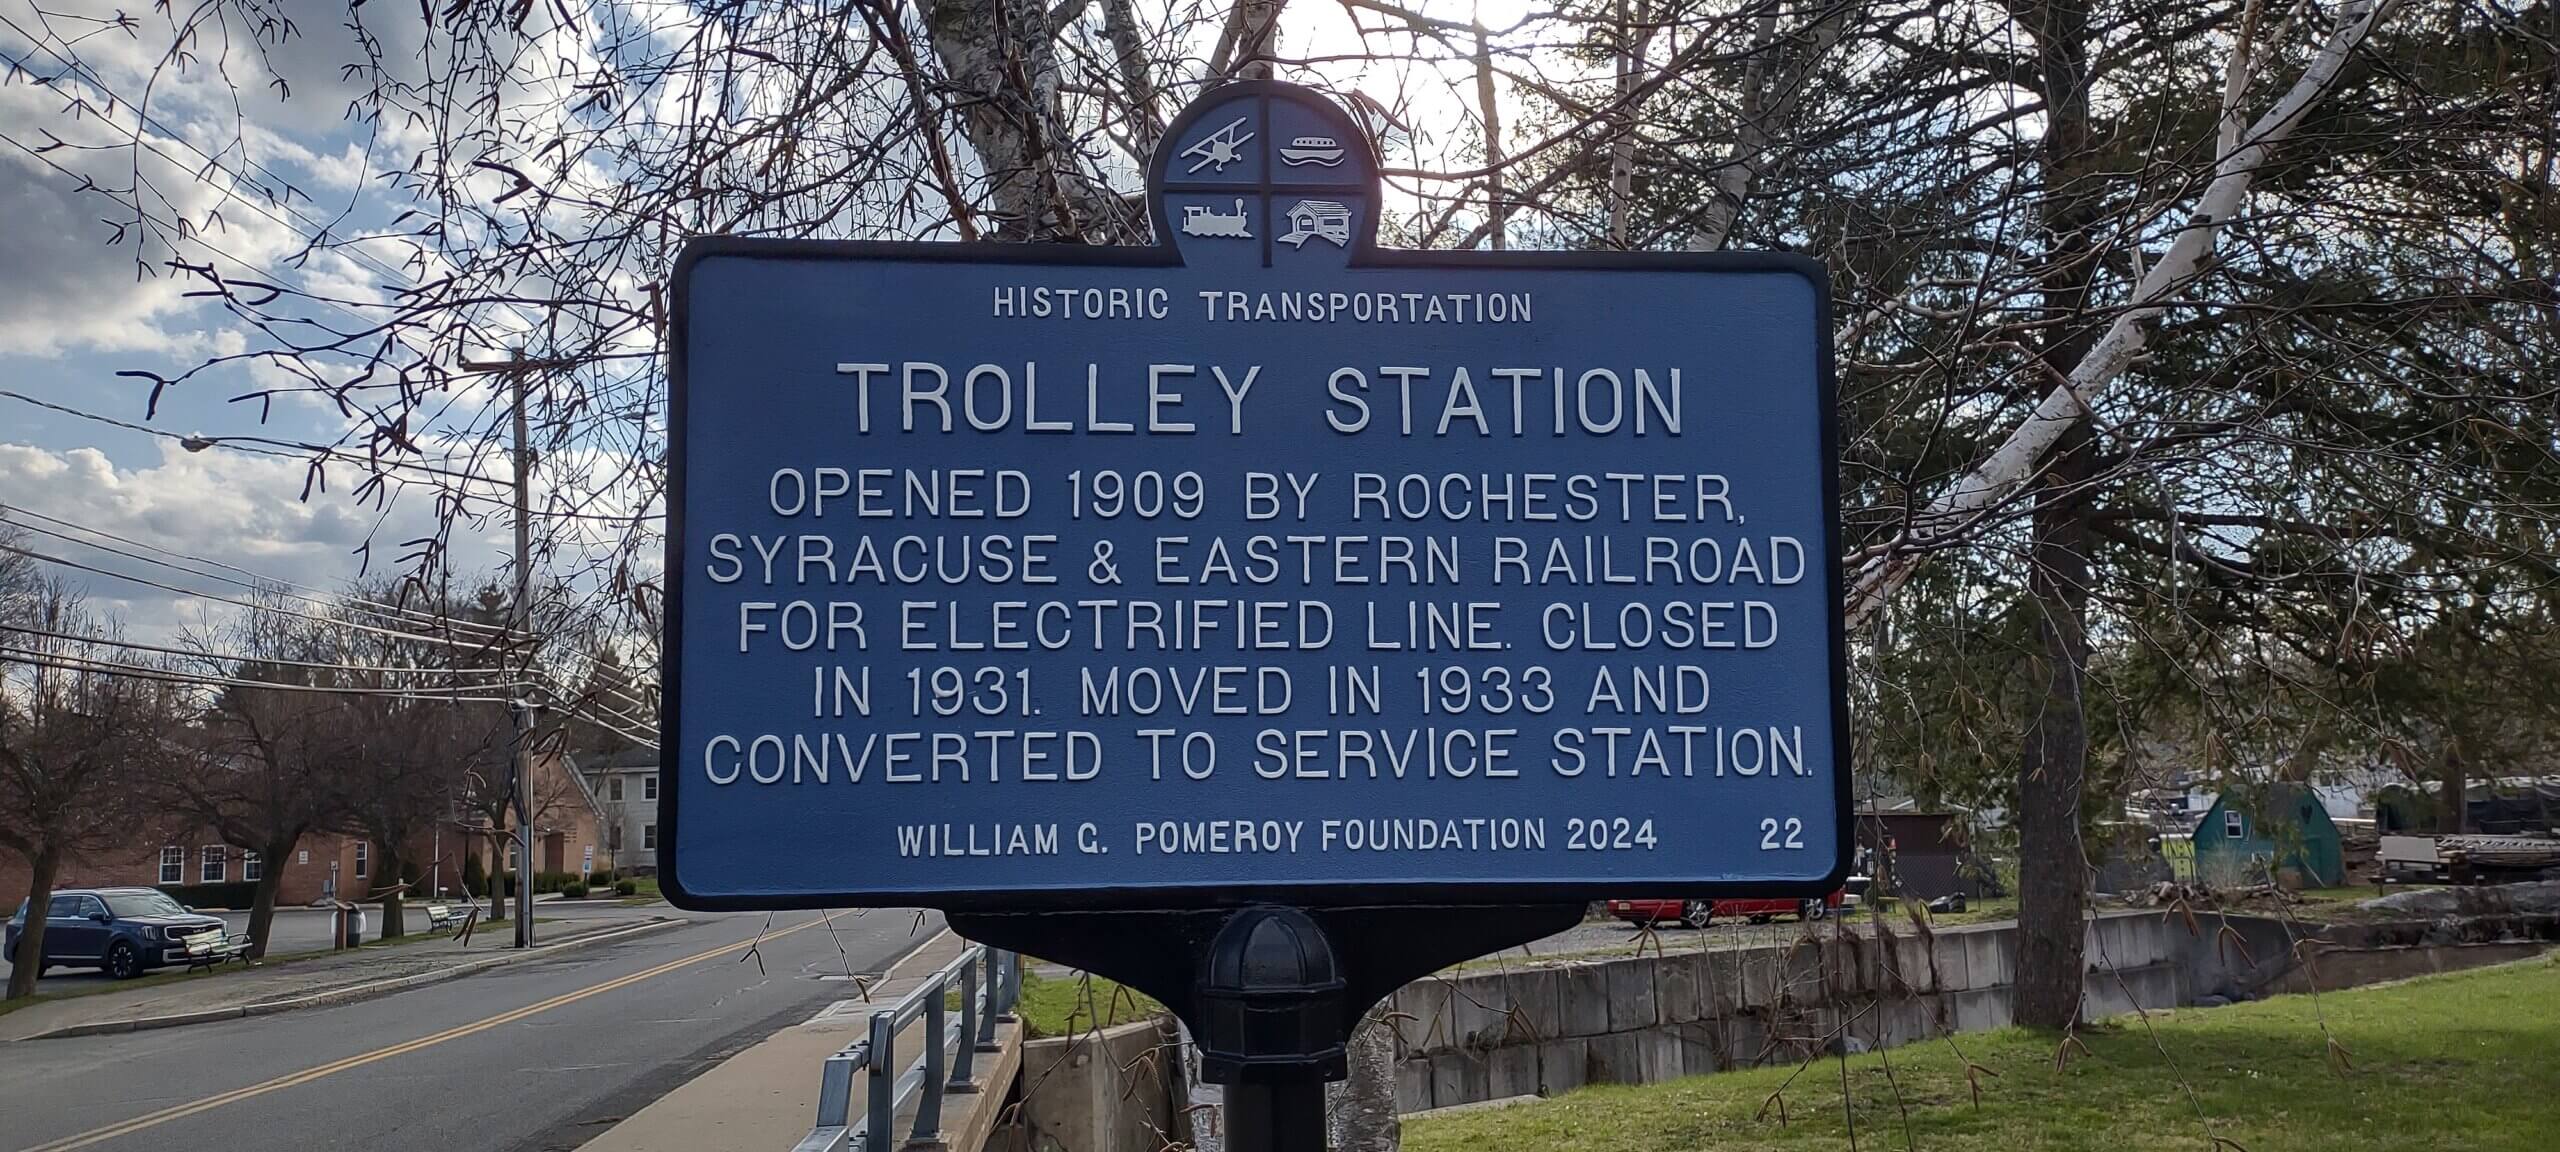 HISTORIC TRANSPORTATION
TROLLEY STATION
OPENED 1909 BY ROCHESTER,
SYRACUSE & EASTERN RAILROAD
FOR ELECTRIFIED LINE. CLOSED
IN 1931. MOVED IN 1933 AND
CONVERTED TO SERVICE STATION.
WILLIAM G. POMEROY FOUNDATION 2024 22